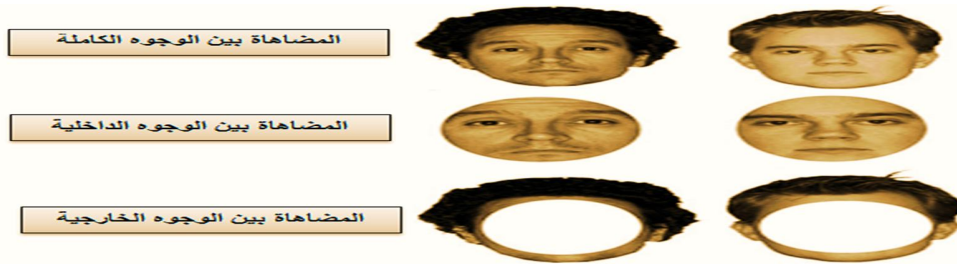 المضاهاة بين الوجوه الكاملة
المضاهاة بين الوجوه الداخلية
المضاهاة بين الوجوه الخارجية